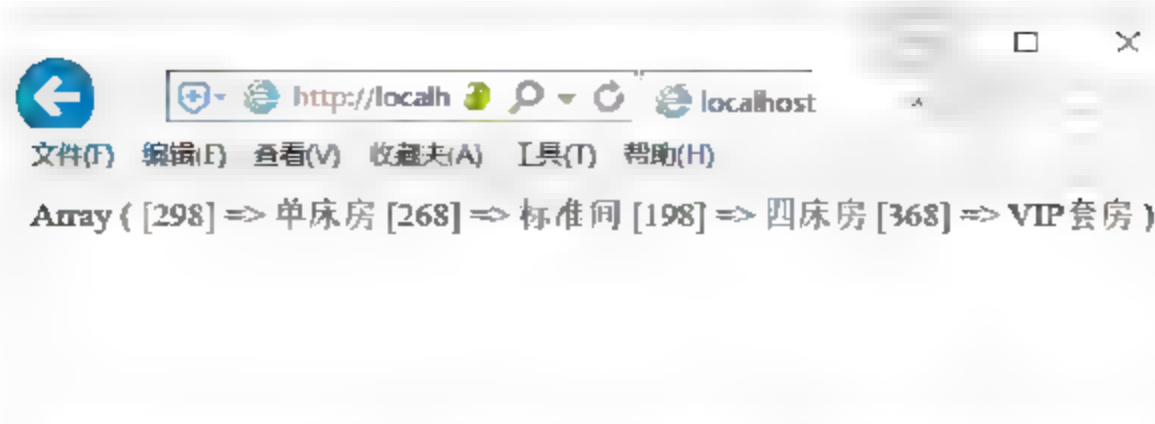 http://localh
localhost
文件(F) 编辑(E) 查看(V) 收藏夹(A) 工具(T) 帮助(H)
Array ( [298] => 单床房 [268] => 标准间 [198] => 四床房 [368] => VIP套房 )